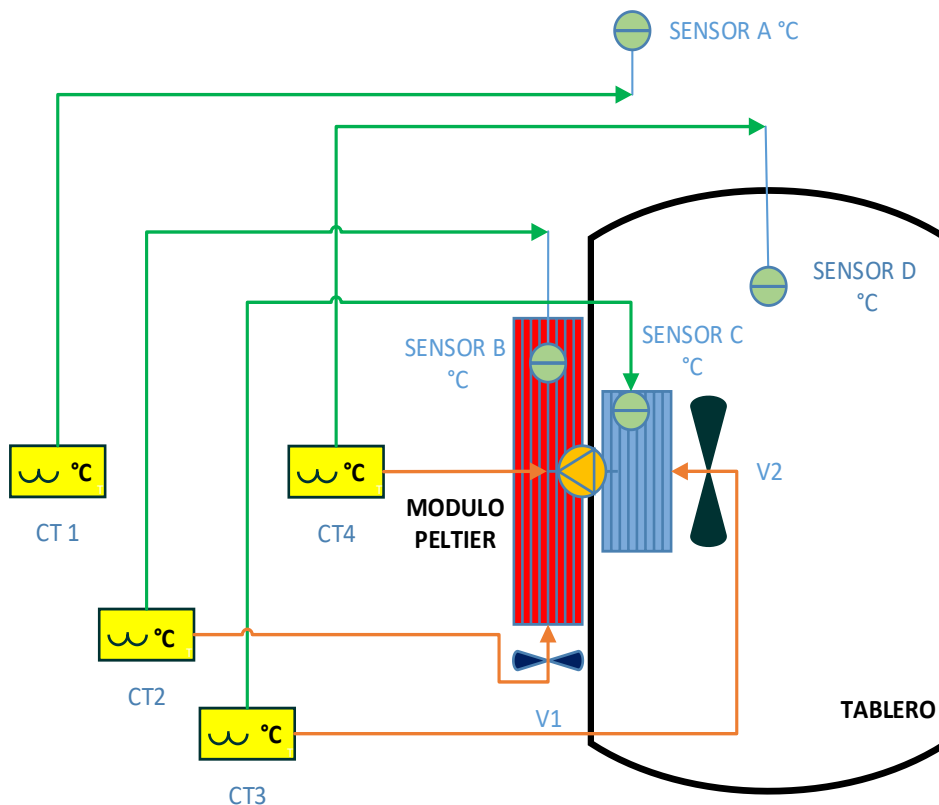 SENSOR A °C
SENSOR D
°C
SENSOR B
°C
SENSOR C
°C
°C
CT 1
°C
CT4
MODULO
PELTIER
V2
°C
CT2
°C
CT3
V1
TABLERO